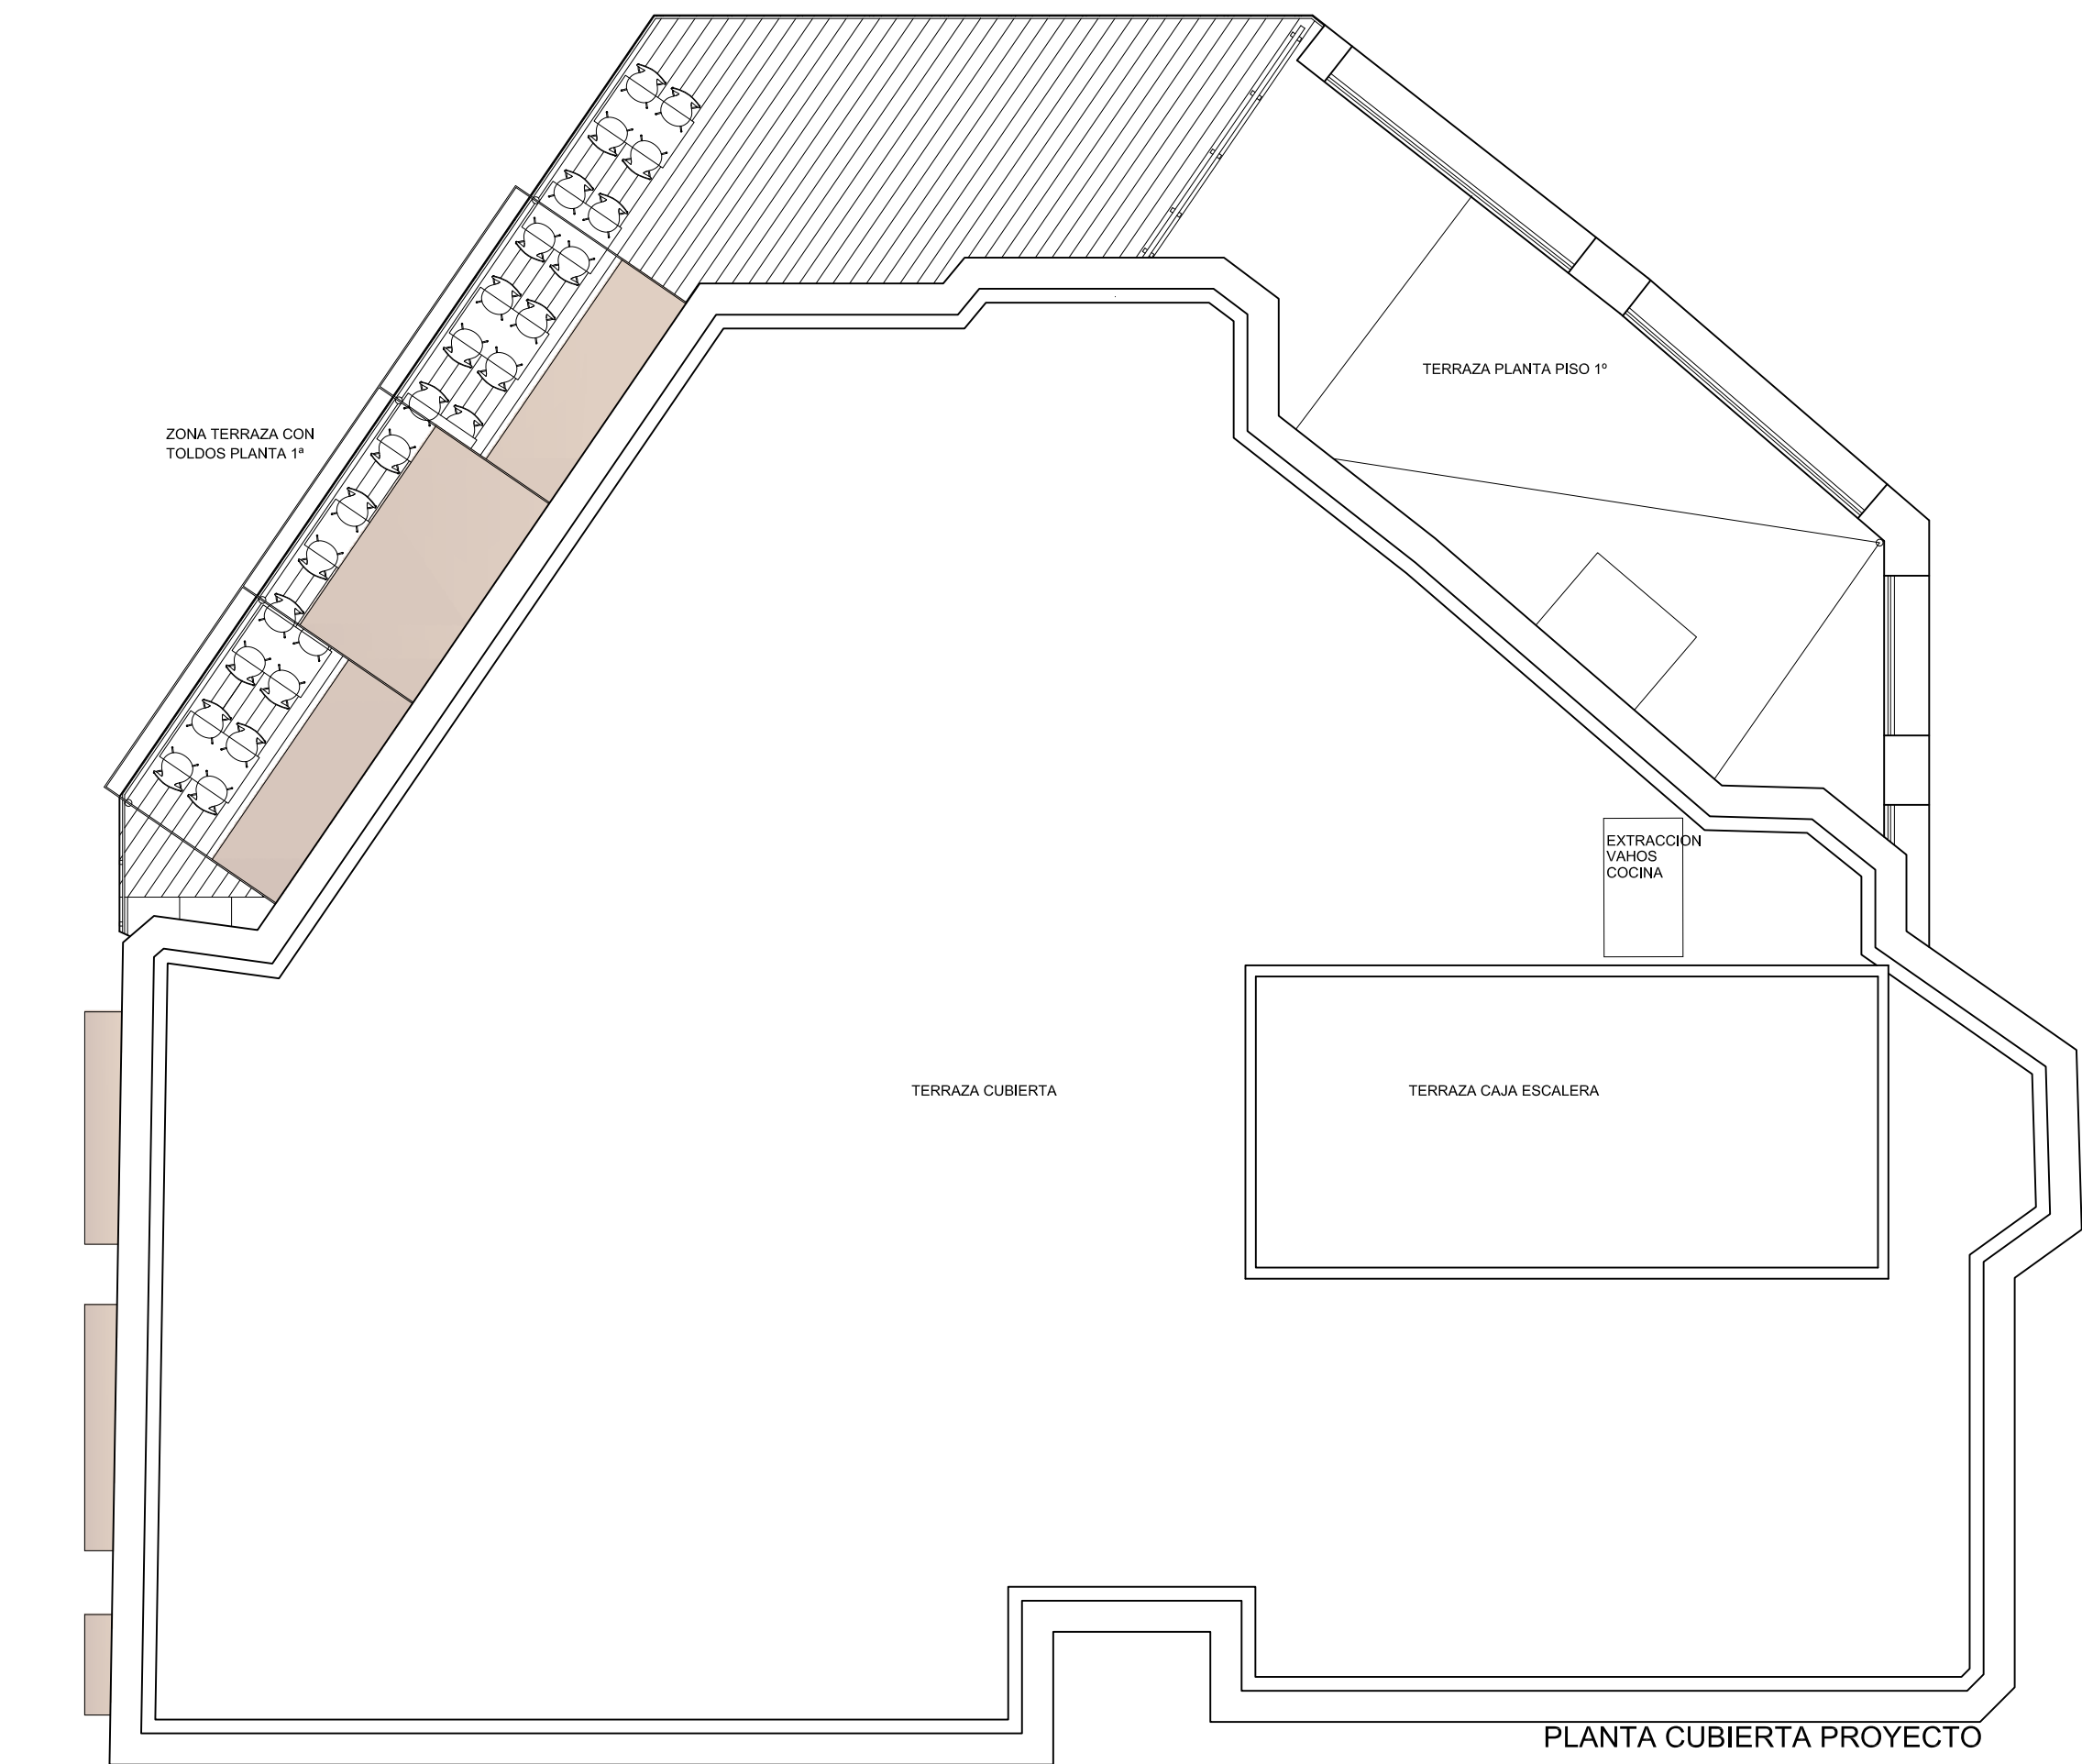 TERRAZA PLANTA PISO 1º
ZONA TERRAZA CON
TOLDOS PLANTA 1ª
EXTRACCION
VAHOS
COCINA
TERRAZA CUBIERTA
TERRAZA CAJA ESCALERA
PLANTA CUBIERTA PROYECTO